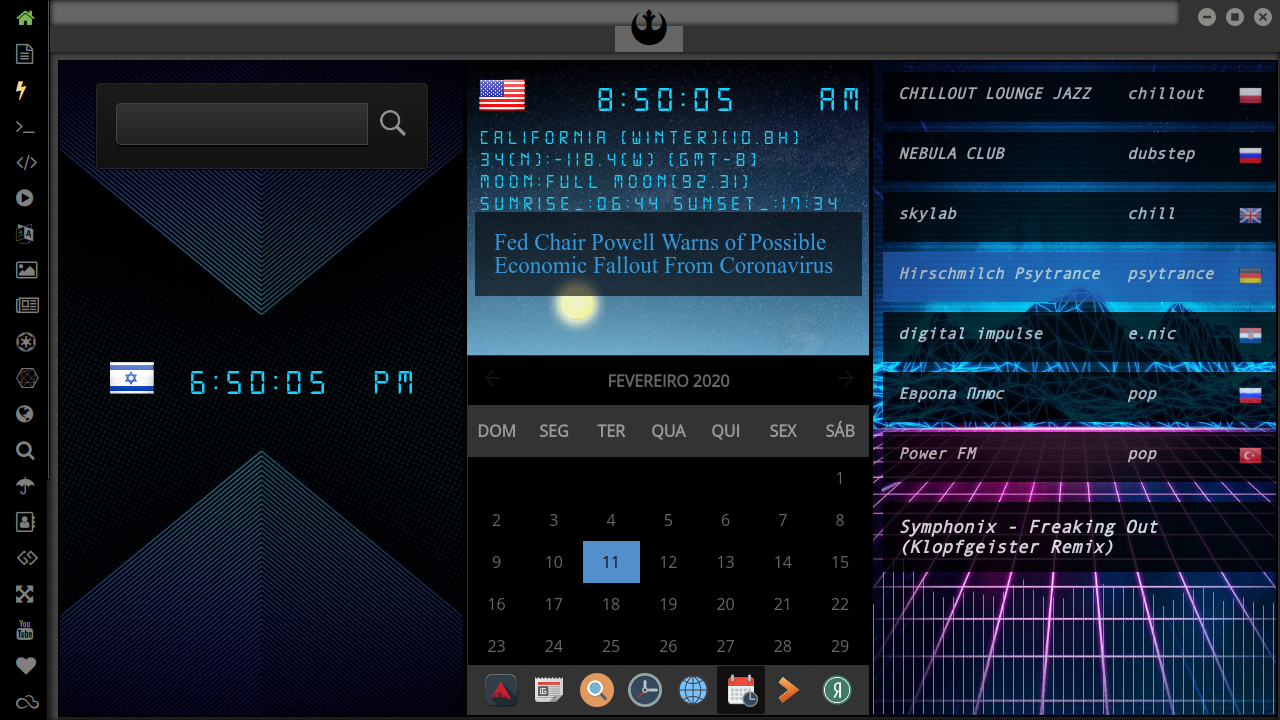 8:50:05 AM
CALIFORNIA [WINTER][10.8H]
34[N]:-118.4[W] [GMT-8]
MOON:FULL MOON[92.31]
SUNRISE_:06:44 SUNSET_:17:34
Fed Chair Powell Warns of Possible
Economic Fallout From Coronavirus
6:50:05 PM
FEVEREIRO 2020
DOM SEG TER QUA QUI SEX SÁB
1
2 3 4 5 6 7 8
9 10 11 12 13 14 15
16 17 18 19 20 21 22
23 24 25 26 27 28 29
CHILLOUT LOUNGE JAZZ chillout
NEBULA CLUB dubstep
skylab chill
Hirschmilch Psytrance psytrance
digital impulse e.nic
Европа Плюс pop
Power FM pop
Symphonix - Freaking Out
(Klopfgeister Remix)
You
Tube
Я